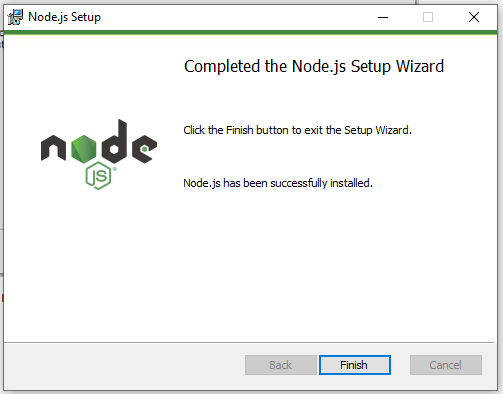 Node.js Setup
Completed the Node.js Setup Wizard
Click the Finish button to exit the Setup Wizard.
node
JS®
Node.js has been successfully installed.
Back
Finish
Cancel